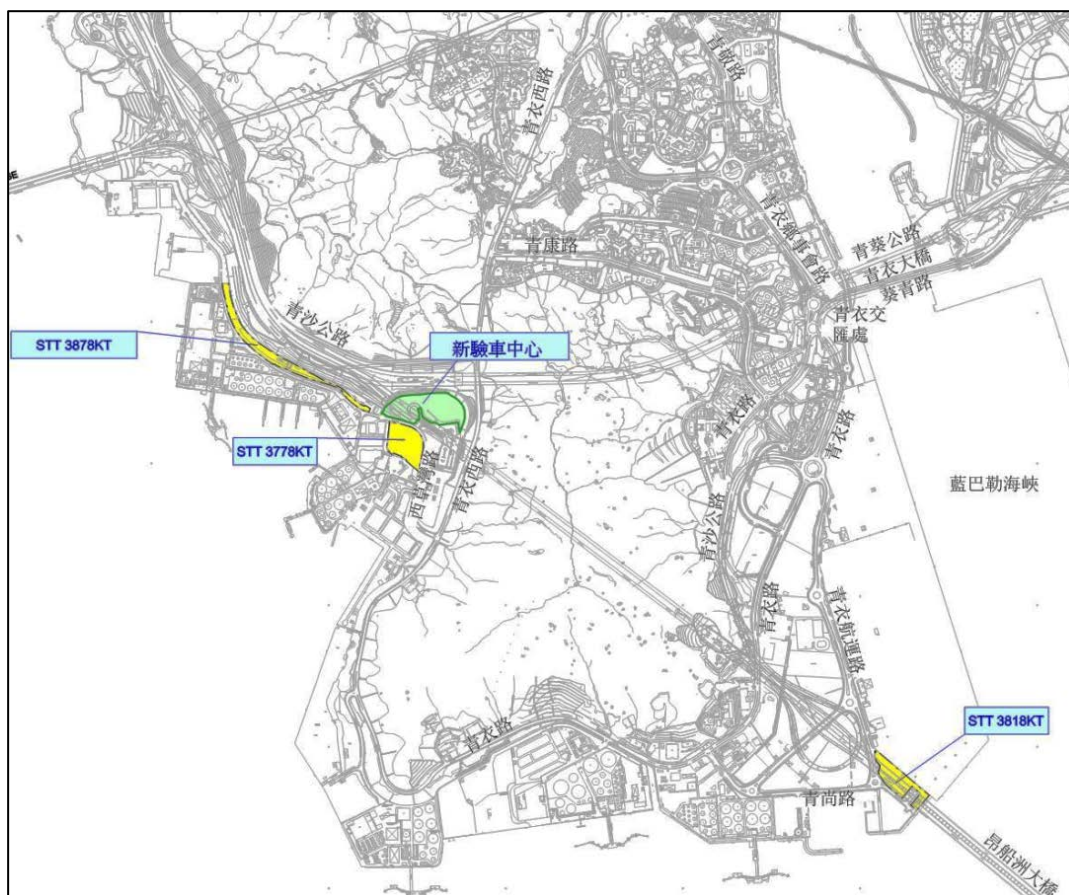 青敬路
青衣西路
青衣鄉事會路
青康路
青葵公路
青衣大橋
葵青路
青衣交
匯處
GE
青沙公路
STT 3878KT
新驗車中心
STT 3778KT
西草灣路
青衣西路
青衣路
青衣路
青沙公路
藍巴勒海峽
青衣路
青衣航運路
STT 3818KT
青衣路
青尚路
昂船洲大橋